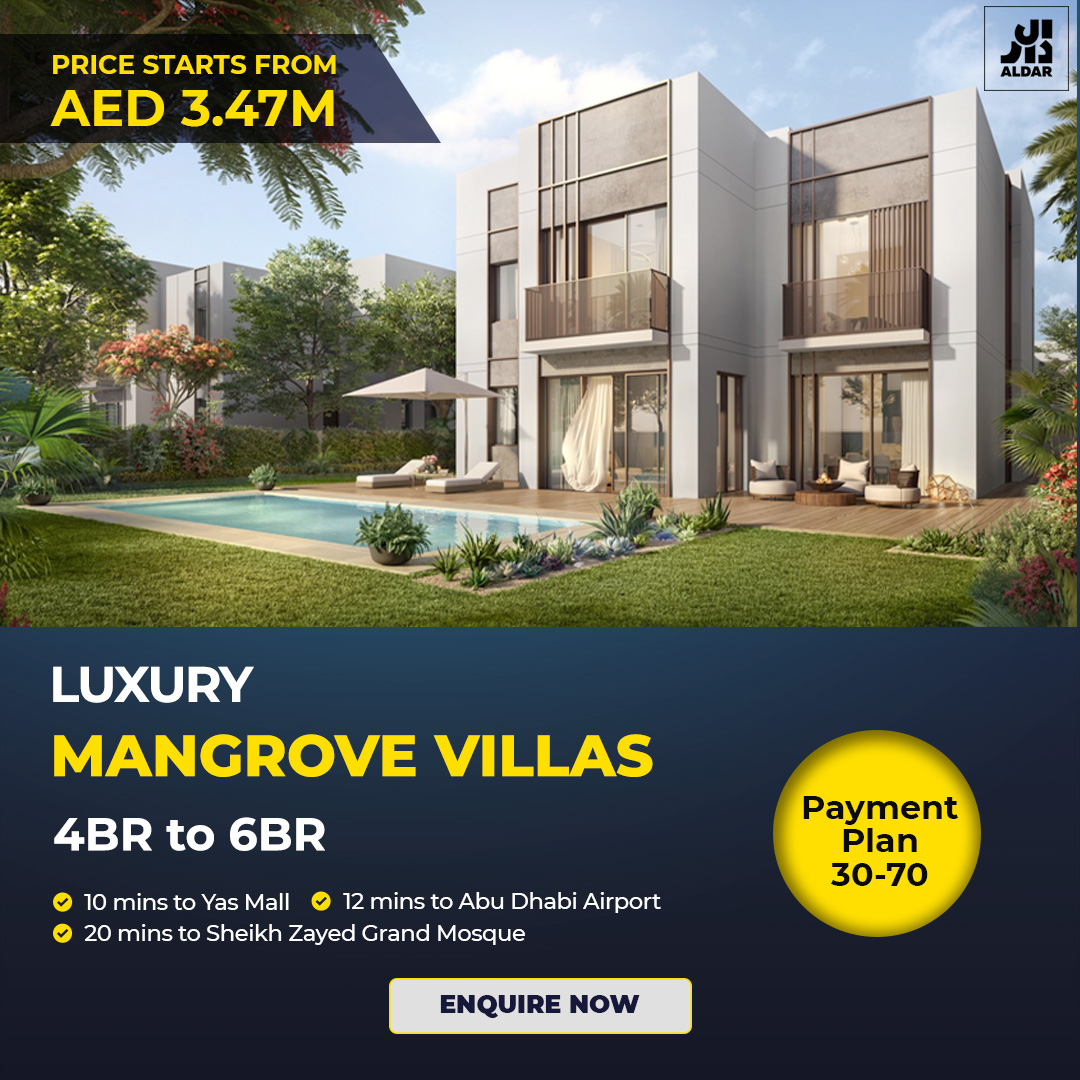 PRICE STARTS FROM
AED 3.47M
الدار
ALDAR
LUXURY
MANGROVE VILLAS
4BR to 6BR
10 mins to Yas Mall
12 mins to Abu Dhabi Airport
20 mins to Sheikh Zayed Grand Mosque
Payment
Plan
30-70
ENQUIRE NOW